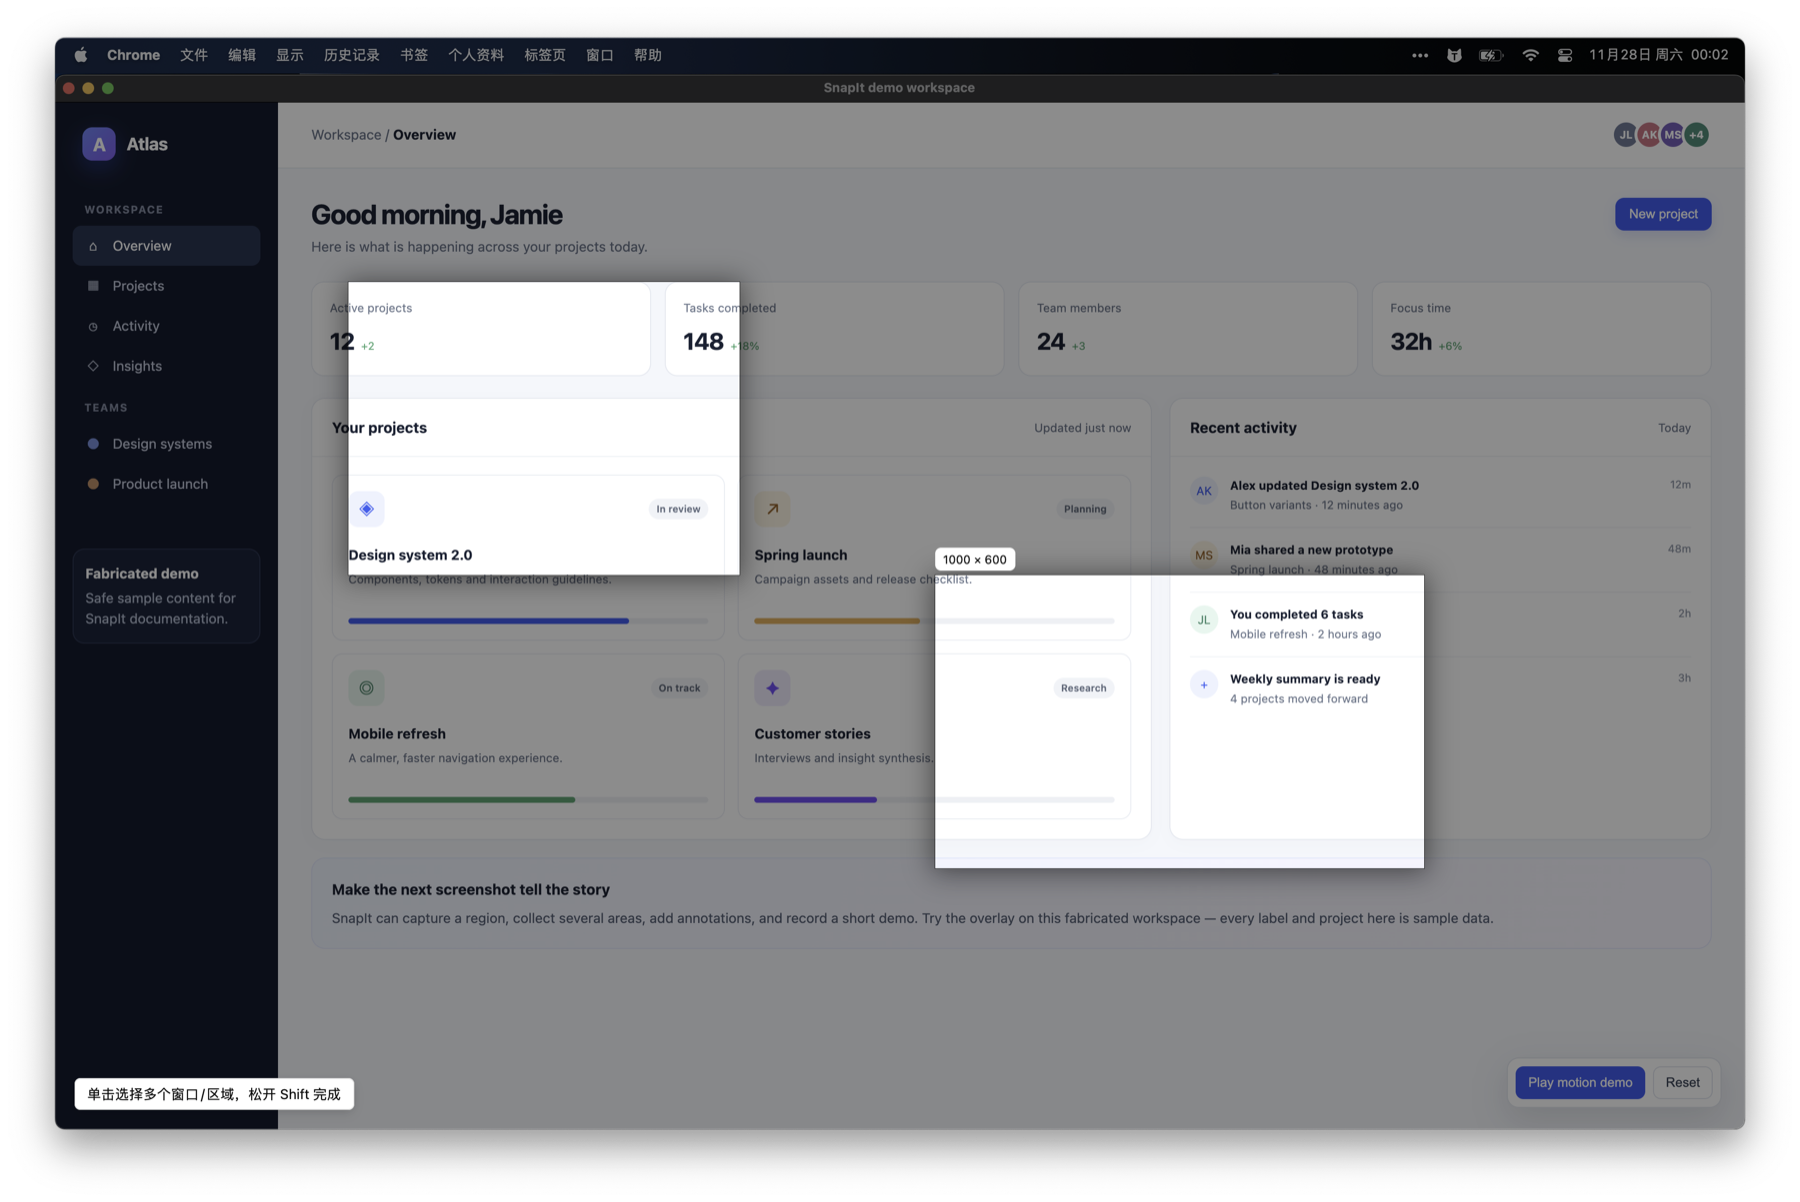 Chrome 文件 编辑 显示 历史记录 书签 个人资料 标签页 窗口 帮助 11月28日 周六 00:02
SnapIt demo workspace
A Atlas
WORKSPACE
Overview
Projects
Activity
Insights
TEAMS
Design systems
Product launch
Fabricated demo
Safe sample content for
SnapIt documentation.
Workspace / Overview
JL AK MS +4
Good morning, Jamie
Here is what is happening across your projects today.
New project
Active projects
12 +2
Tasks completed
148 +18%
Team members
24 +3
Focus time
32h +6%
Your projects
Updated just now
In review
Design system 2.0
Components, tokens and interaction guidelines.
Planning
Spring launch
Campaign assets and release checklist.
On track
Mobile refresh
A calmer, faster navigation experience.
Research
Customer stories
Interviews and insight synthesis.
1000 × 600
Recent activity
Today
AK
Alex updated Design system 2.0
12m
Button variants · 12 minutes ago
MS
Mia shared a new prototype
48m
Spring launch · 48 minutes ago
JL
You completed 6 tasks
2h
Mobile refresh · 2 hours ago
+
Weekly summary is ready
3h
4 projects moved forward
Make the next screenshot tell the story
SnapIt can capture a region, collect several areas, add annotations, and record a short demo. Try the overlay on this fabricated workspace — every label and project here is sample data.
单击选择多个窗口/区域，松开 Shift 完成
Play motion demo
Reset